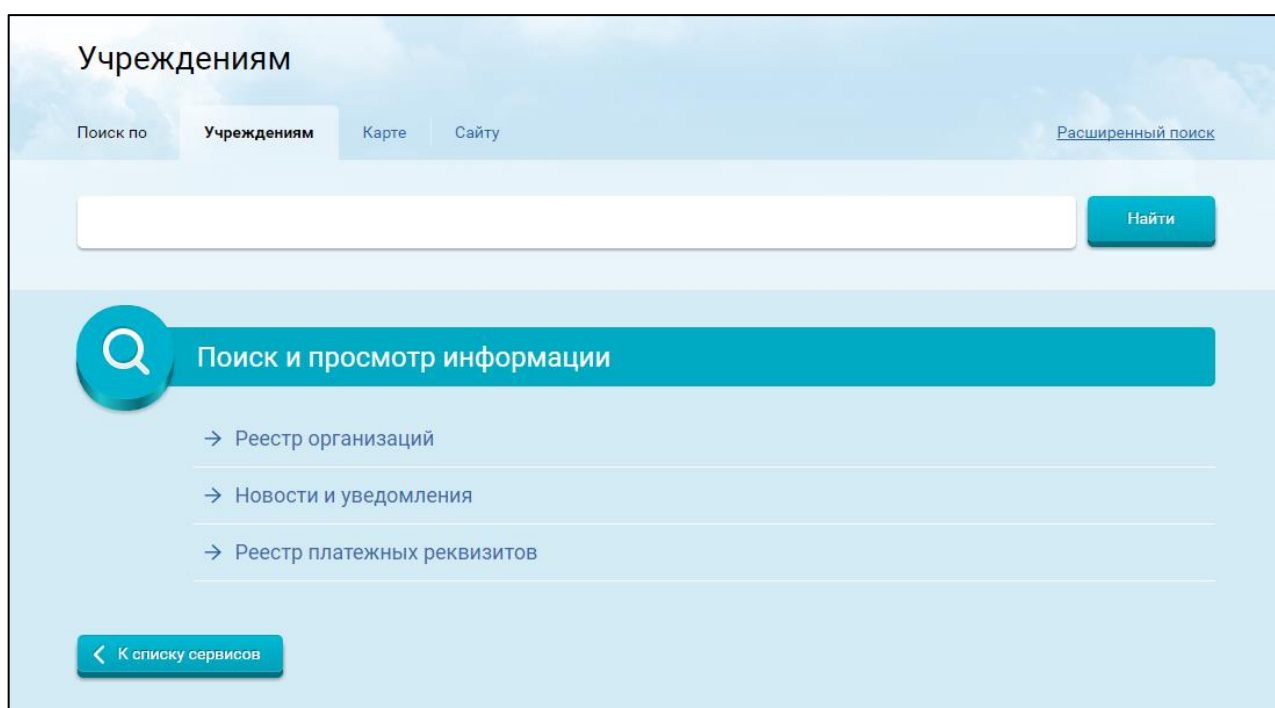 Учреждениям
Поиск по Учреждениям Карте Сайту Расширенный поиск
Найти
Поиск и просмотр информации
Реестр организаций
Новости и уведомления
Реестр платежных реквизитов
К списку сервисов